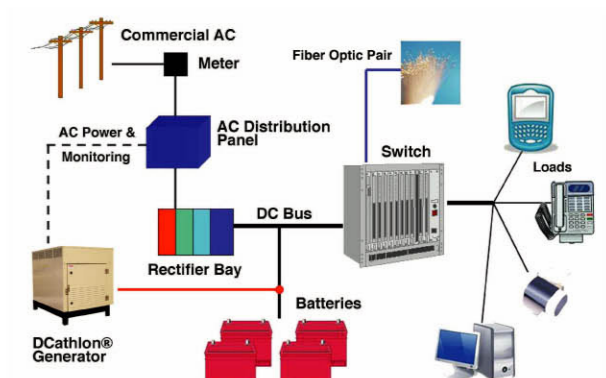 Commercial AC
Meter
Fiber Optic Pair
AC Power &
Monitoring
AC Distribution
Panel
Switch
Loads
DC Bus
Rectifier Bay
Batteries
DCathlon®
Generator